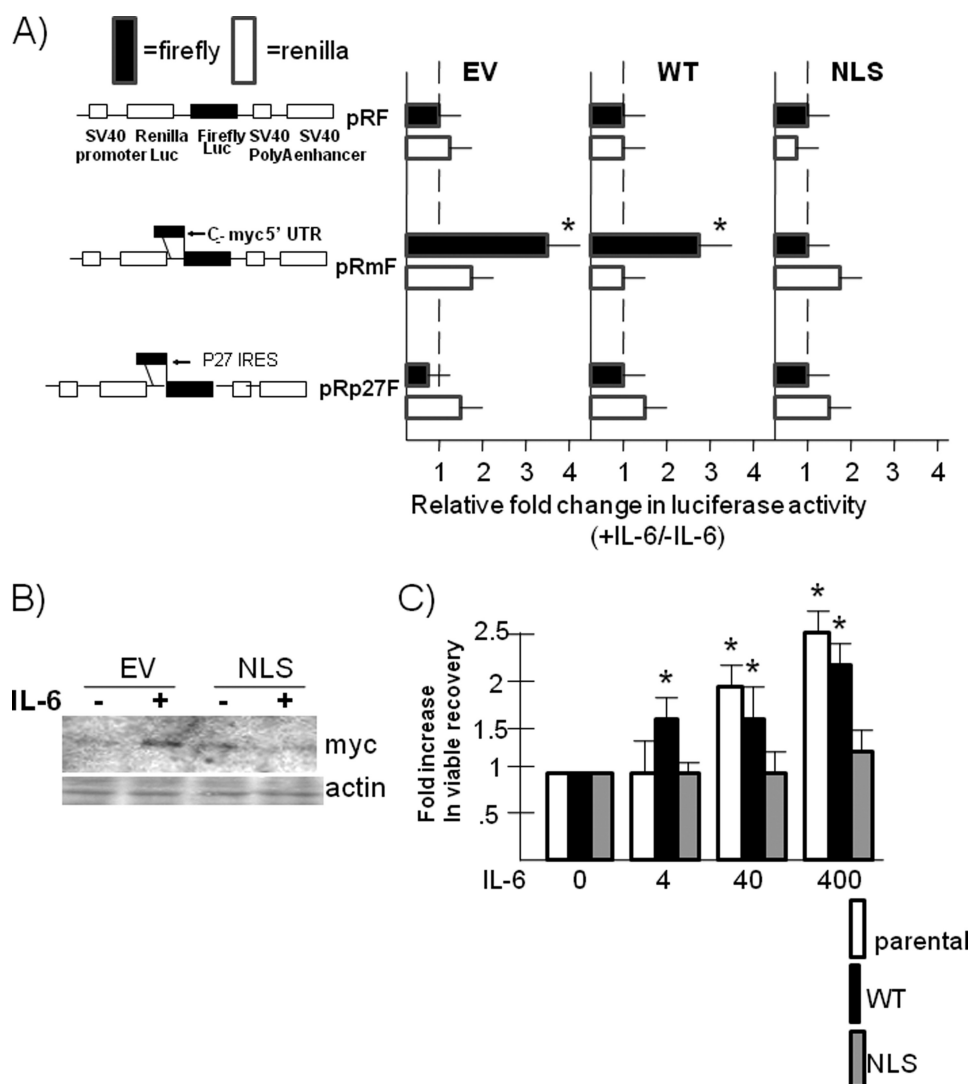 A)
=firefly =renilla
EV WT NLS
pRF
SV40 Renilla Firefly SV40 SV40
promoter Luc Luc PolyA enhancer
C- myc 5' UTR
pRmF
P27 IRES
pRp27F
1 2 3 4 1 2 3 4 1 2 3 4
Relative fold change in luciferase activity
(+IL-6/-IL-6)
B)
EV NLS
IL-6 - + - +
myc
actin
C)
Fold increase
In viable recovery
2.5
2
1.5
1
.5
* * * * *
IL-6 0 4 40 400
parental
WT
NLS